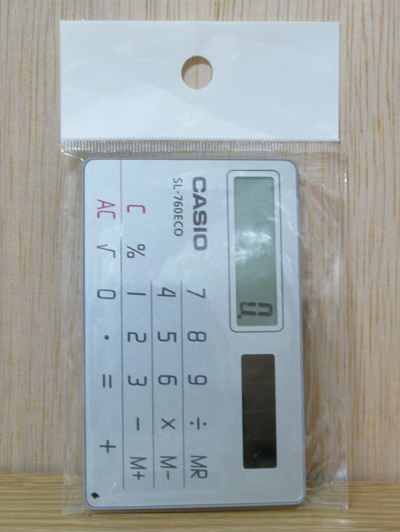 0.
CASIO
SL-760ECO
7 8 9 ÷ MR
4 5 6 × M−
C % 1 2 3 − M+
AC √ 0 · = +